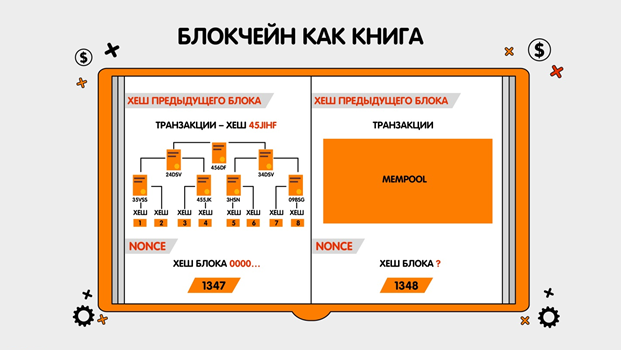 БЛОКЧЕЙН КАК КНИГА
$
$
ХЕШ ПРЕДЫДУЩЕГО БЛОКА
ТРАНЗАКЦИИ – ХЕШ 45JIHF
456DF
24DSV
34DSV
35VSS
455JK
3HSN
09BSG
ХЕШ ХЕШ ХЕШ ХЕШ ХЕШ ХЕШ ХЕШ ХЕШ
1 2 3 4 5 6 7 8
NONCE
ХЕШ БЛОКА 0000...
1347
ХЕШ ПРЕДЫДУЩЕГО БЛОКА
ТРАНЗАКЦИИ
MEMPOOL
NONCE
ХЕШ БЛОКА ?
1348